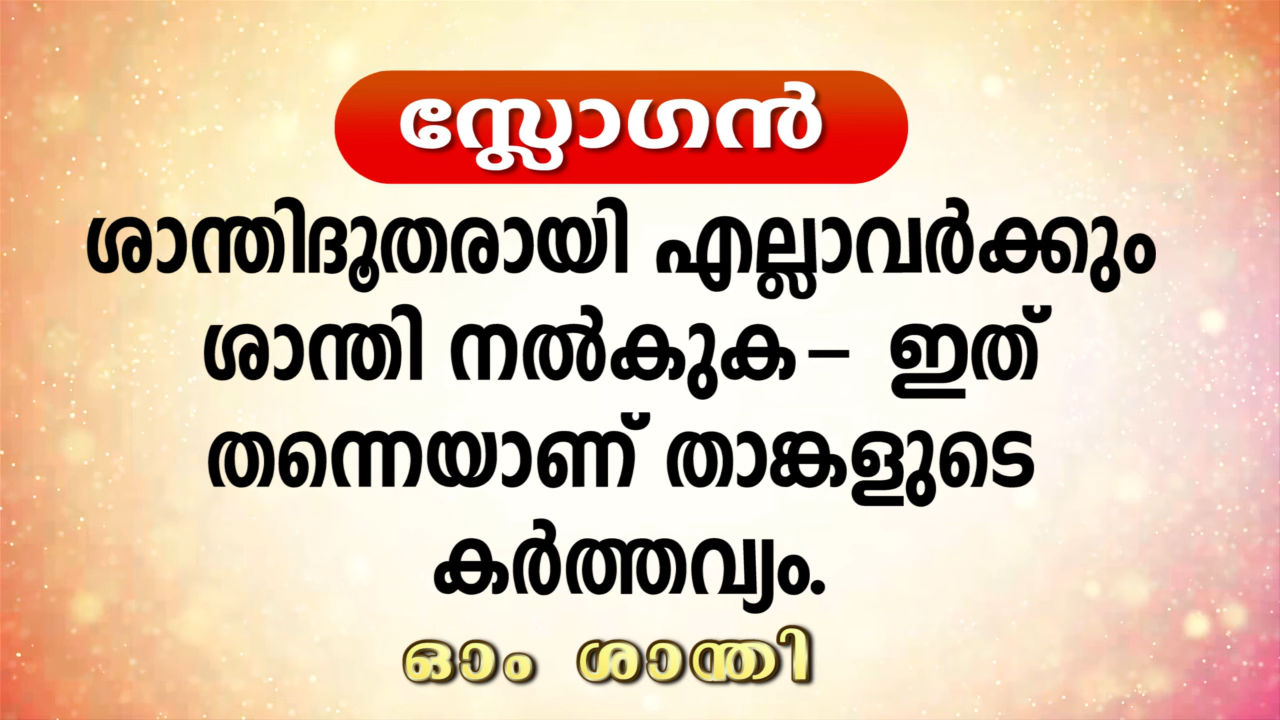 സ്ലോഗൻ
ശാന്തിദൂതരായി എല്ലാവർക്കും
ശാന്തി നൽകുക- ഇത്
തന്നെയാണ് താങ്കളുടെ
കർത്തവ്യം.
ഓം ശാന്തി